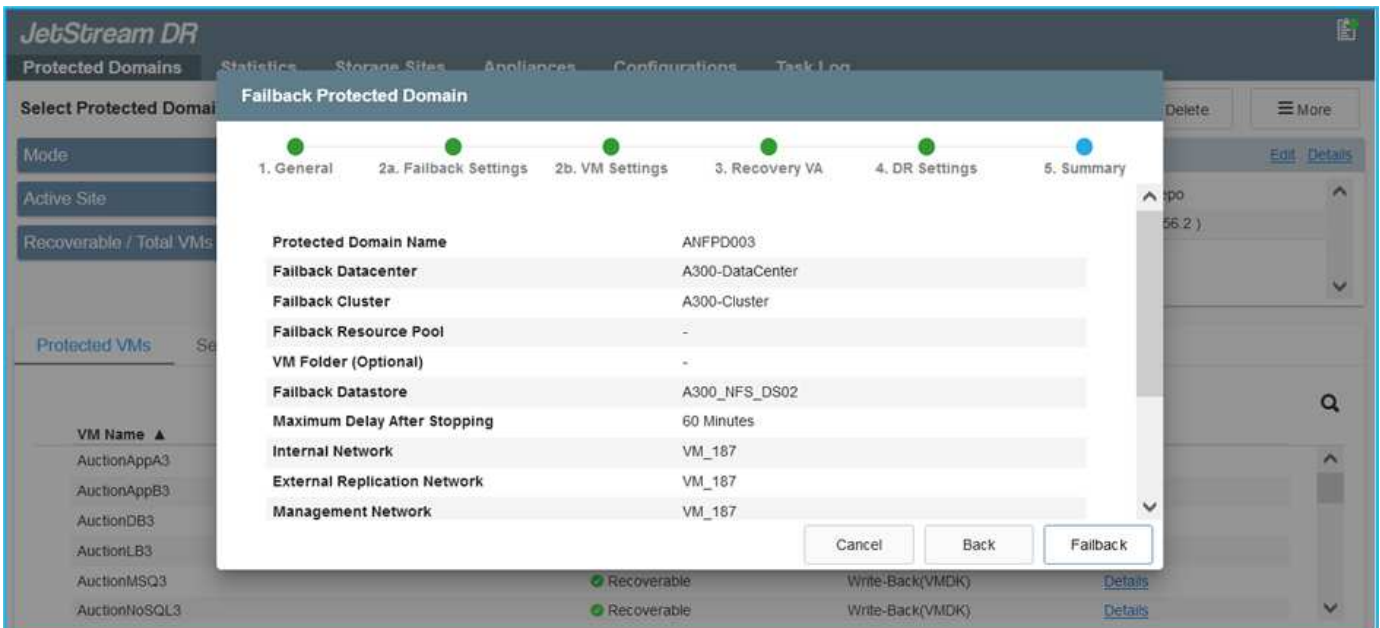 JetStream DR
Protected Domains Statistics Storage Sites Appliances Configurations Task Log
Failback Protected Domain
Select Protected Domai Delete More
Mode Edit Details
1. General 2a. Failback Settings 2b. VM Settings 3. Recovery VA 4. DR Settings 5. Summary
Active Site epo
Recoverable / Total VMs 56.2 )
Protected Domain Name ANFPD003
Failback Datacenter A300-DataCenter
Failback Cluster A300-Cluster
Failback Resource Pool -
Protected VMs Se
VM Folder (Optional) -
Failback Datastore A300_NFS_DS02
Maximum Delay After Stopping 60 Minutes
VM Name ▲
Internal Network VM_187
AuctionAppA3
External Replication Network VM_187
AuctionAppB3
Management Network VM_187
AuctionDB3
Cancel Back Failback
AuctionLB3
AuctionMSQ3 Recoverable Write-Back(VMDK) Details
AuctionNoSQL3 Recoverable Write-Back(VMDK) Details